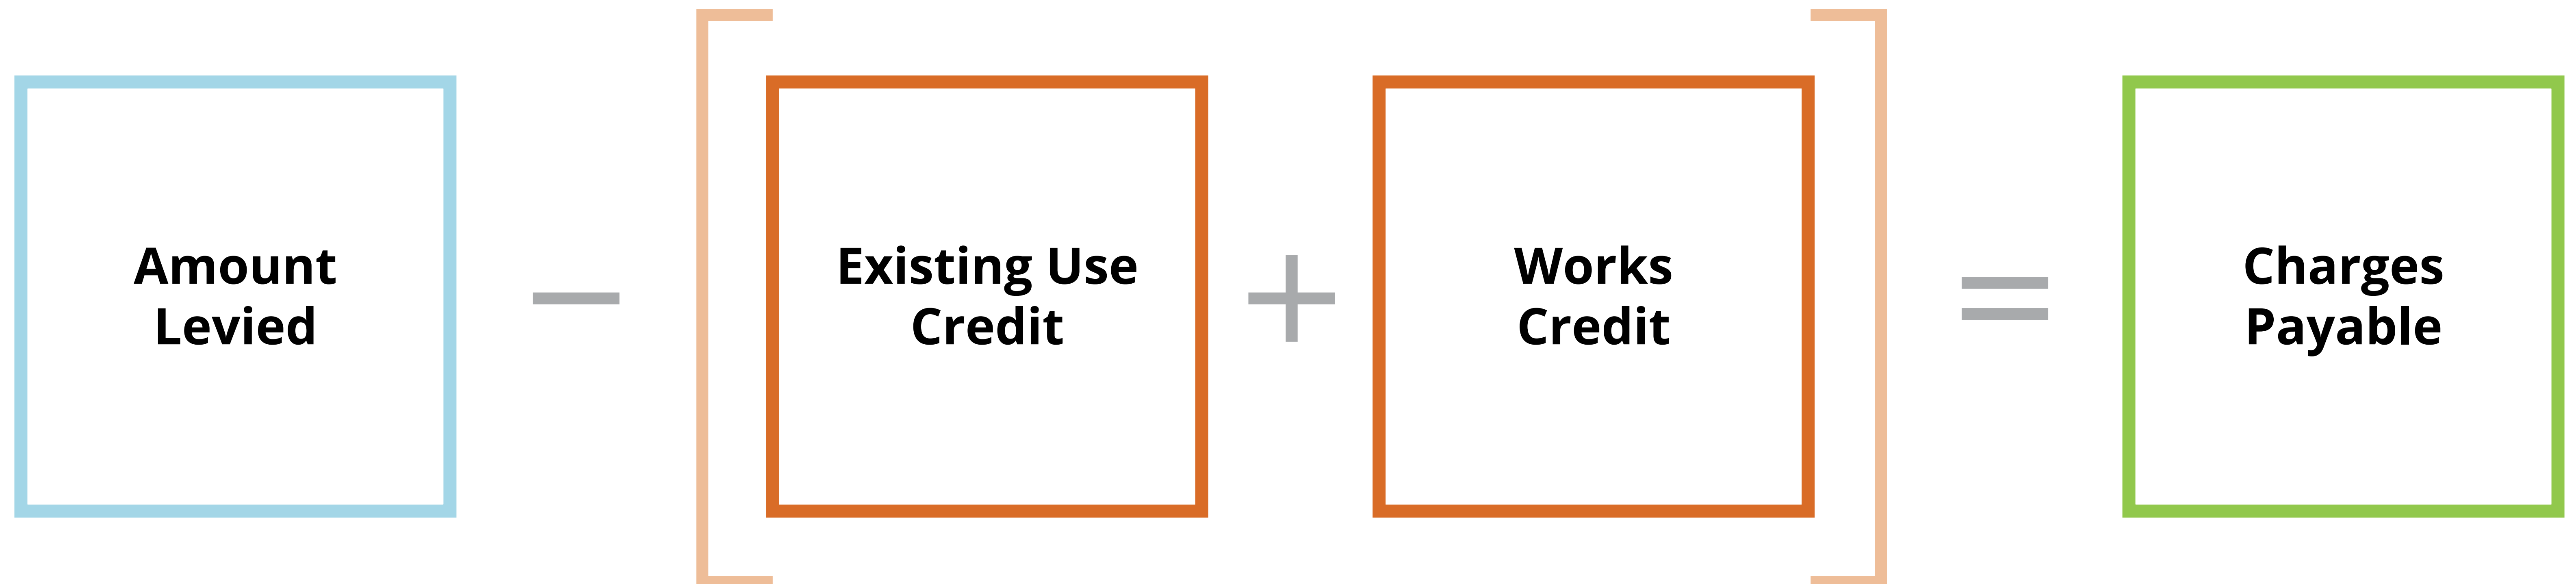 Amount
Levied
−
[
Existing Use
Credit
+
Works
Credit
]
=
Charges
Payable